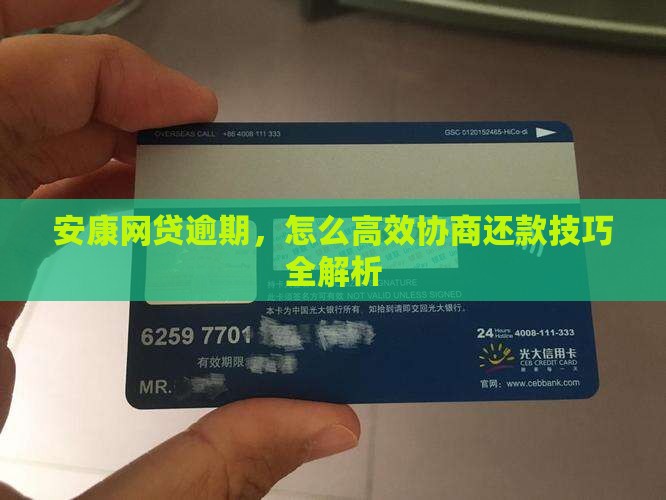 OVERSEAS CALL: +86 4008 111 333
GSC 0120152465-HiCo-di
安康网贷逾期，怎么高效协商还款技巧
全解析
NOT VALID UNLESS SIGNED
本卡为中国光大银行所有，如拾到请即交回光大银行。
6259 7701
24 Hours Hotline 4008-111-333
有效期限
光大信用卡
CEB CREDIT CARD
MR.
官网：www.cebbank.com